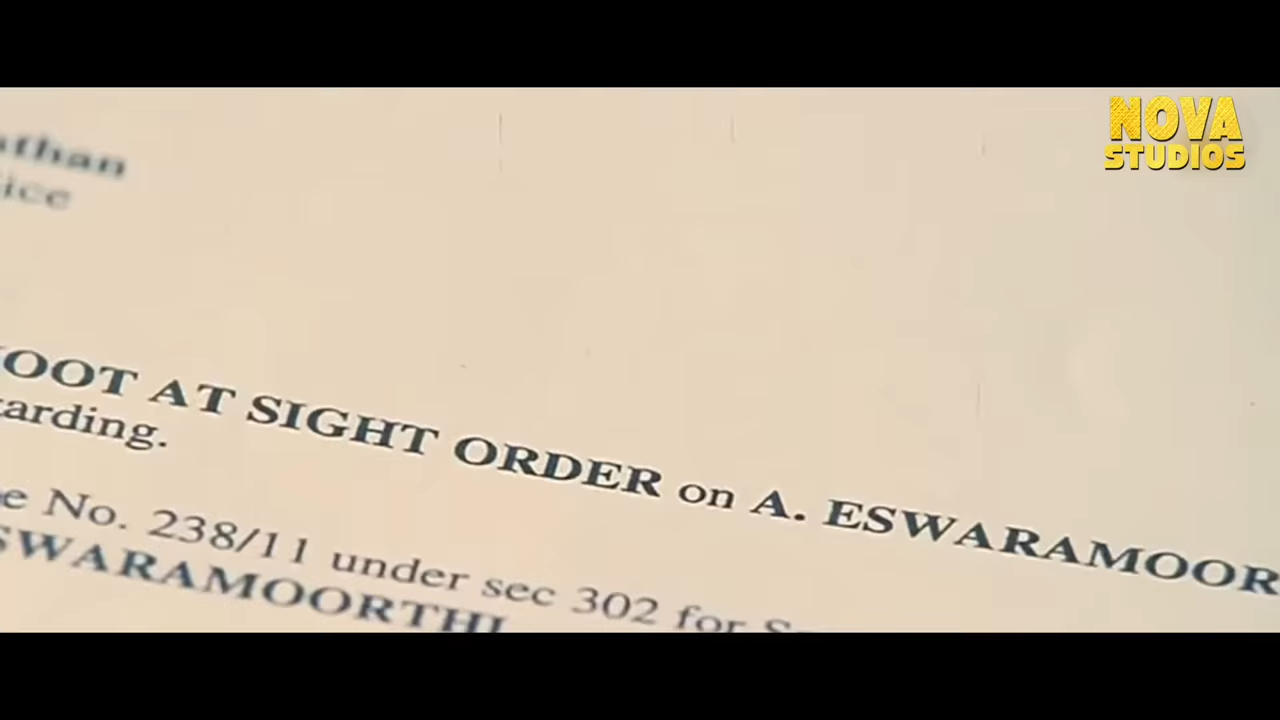 NOVA
STUDIOS
athan
ice
OOT AT SIGHT ORDER on A. ESWARAMOOR
arding.
e No. 238/11 under sec 302 for
SWARAMOORTHI